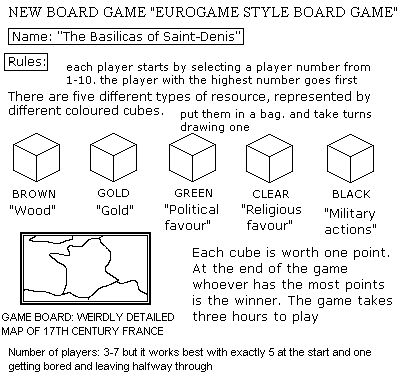 NEW BOARD GAME "EUROGAME STYLE BOARD GAME"
Name: "The Basilicas of Saint-Denis"
Rules:
each player starts by selecting a player number from
1-10. the player with the highest number goes first
There are five different types of resource, represented by
different coloured cubes.
put them in a bag. and take turns
drawing one
BROWN
"Wood"
GOLD
"Gold"
GREEN
"Political
favour"
CLEAR
"Religious
favour"
BLACK
"Military
actions"
GAME BOARD: WEIRDLY DETAILED
MAP OF 17TH CENTURY FRANCE
Each cube is worth one point.
At the end of the game
whoever has the most points
is the winner. The game takes
three hours to play
Number of players: 3-7 but it works best with exactly 5 at the start and one
getting bored and leaving halfway through